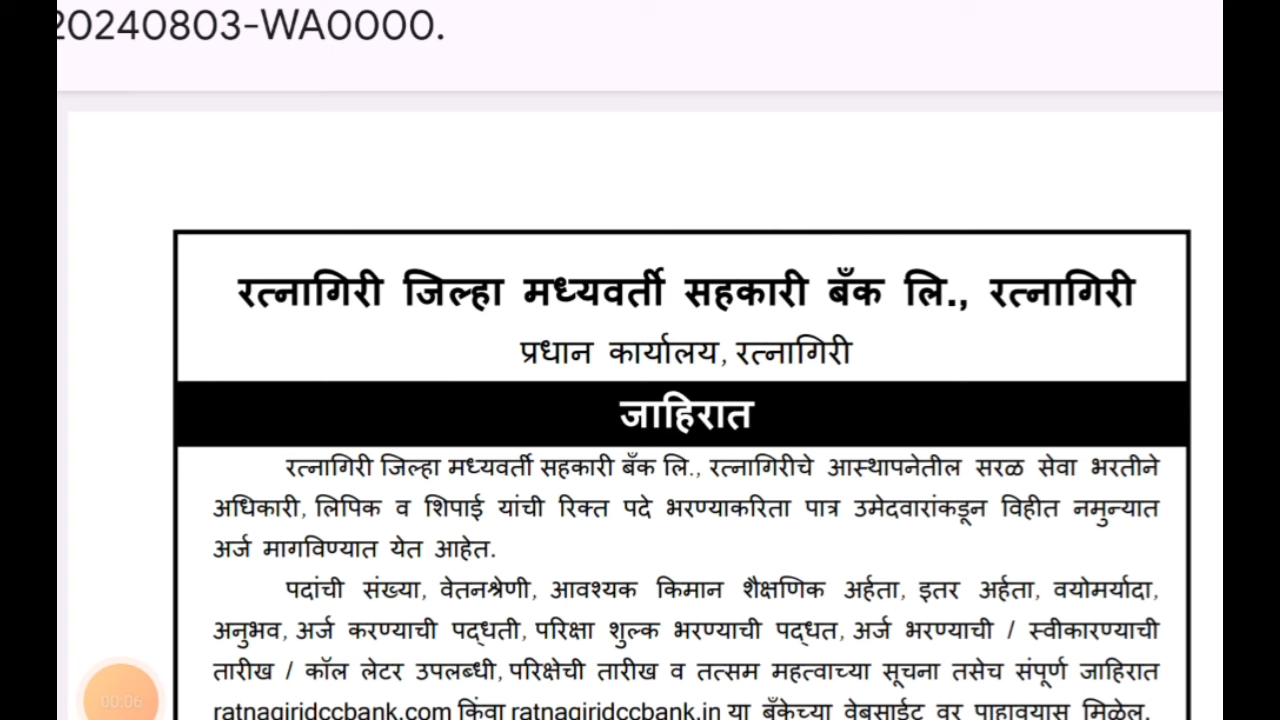 20240803-WA0000.
रत्नागिरी जिल्हा मध्यवर्ती सहकारी बँक लि., रत्नागिरी
प्रधान कार्यालय, रत्नागिरी
जाहिरात
रत्नागिरी जिल्हा मध्यवर्ती सहकारी बँक लि., रत्नागिरीचे आस्थापनेतील सरळ सेवा भरतीने
अधिकारी, लिपिक व शिपाई यांची रिक्त पदे भरण्याकरिता पात्र उमेदवारांकडून विहीत नमुन्यात
अर्ज मागविण्यात येत आहेत.
पदांची संख्या, वेतनश्रेणी, आवश्यक किमान शैक्षणिक अर्हता, इतर अर्हता, वयोमर्यादा,
अनुभव, अर्ज करण्याची पद्धती, परिक्षा शुल्क भरण्याची पद्धत, अर्ज भरण्याची / स्वीकारण्याची
तारीख / कॉल लेटर उपलब्धी, परिक्षेची तारीख व तत्सम महत्वाच्या सूचना तसेच संपूर्ण जाहिरात
ratnagiridccbank.com किंवा ratnagiridccbank.in या बँकेच्या वेबसाईट वर पाहावयास मिळेल.
00:06